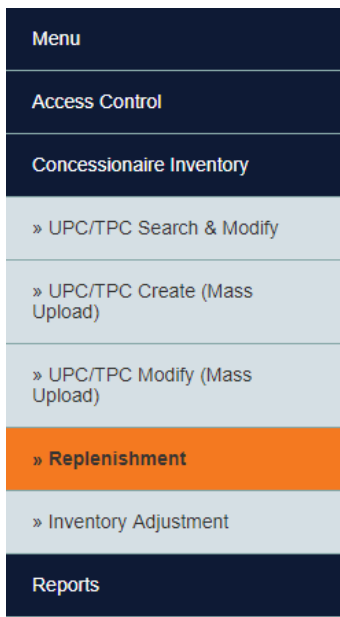 Menu
Access Control
Concessionaire Inventory
» UPC/TPC Search & Modify
» UPC/TPC Create (Mass
Upload)
» UPC/TPC Modify (Mass
Upload)
» Replenishment
» Inventory Adjustment
Reports